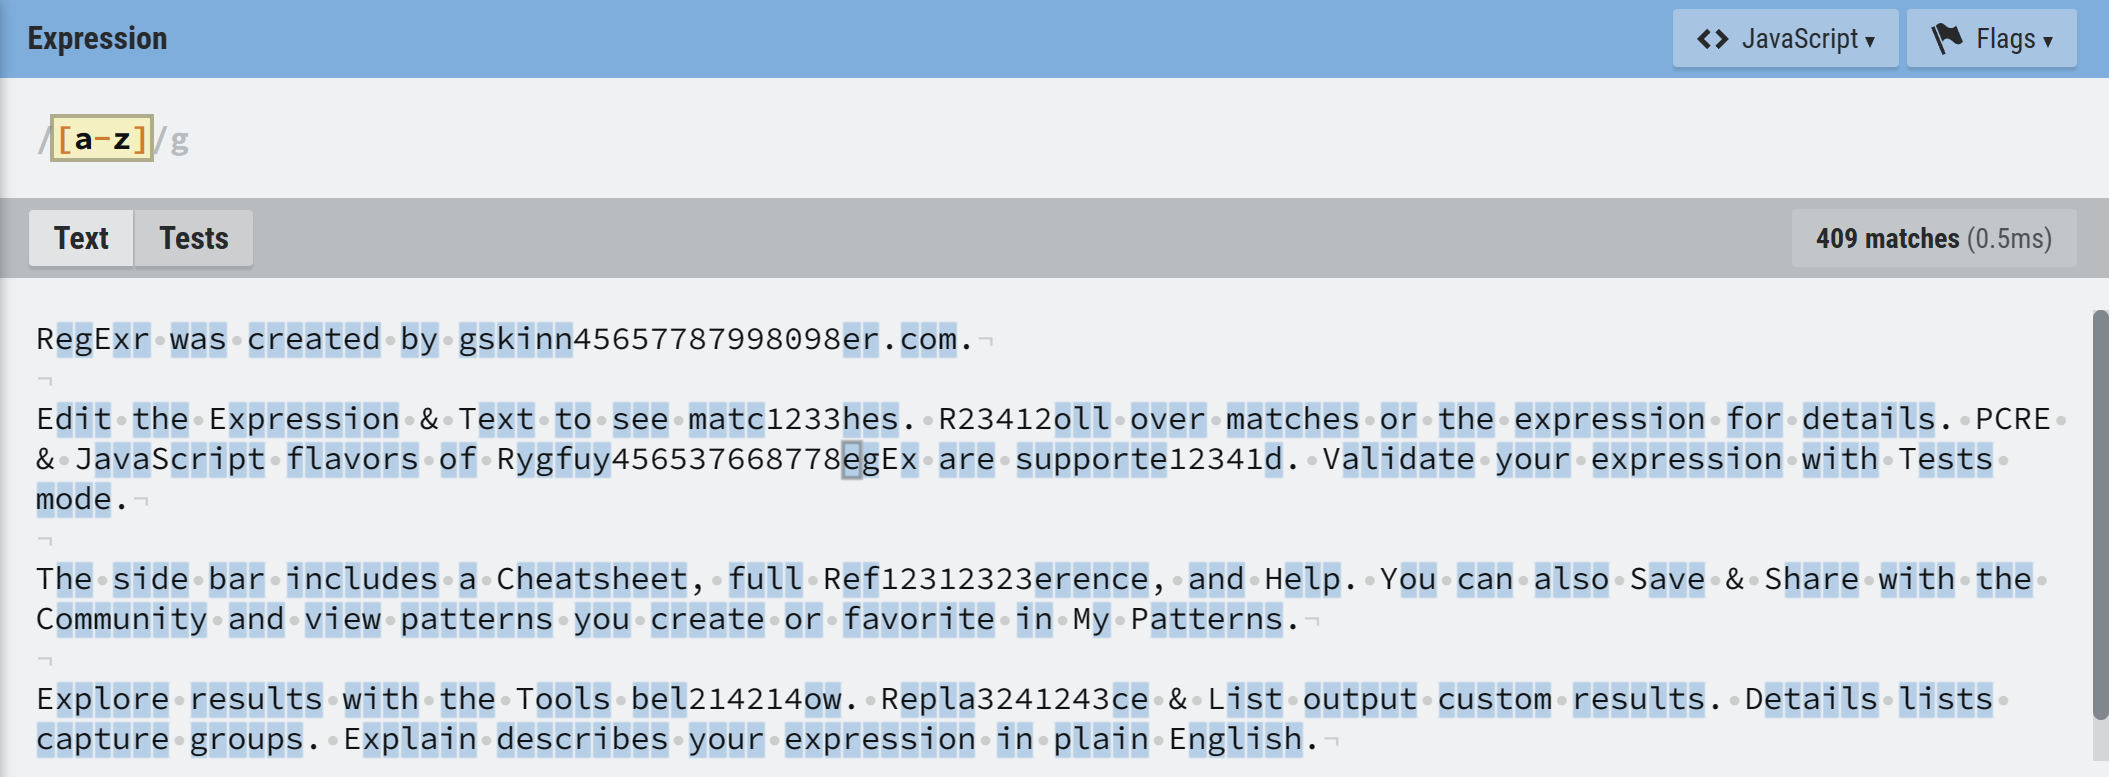 Expression
<> JavaScript ▾
Flags ▾
/[a-z]/g
Text
Tests
409 matches (0.5ms)
RegExr was created by gskinn45657787998098er.com.
Edit the Expression & Text to see matc1233hes. R23412oll over matches or the expression for details. PCRE
& JavaScript flavors of Rygfuy456537668778egEx are supporte12341d. Validate your expression with Tests
mode.
The side bar includes a Cheatsheet, full Ref12312323erence, and Help. You can also Save & Share with the
Community and view patterns you create or favorite in My Patterns.
Explore results with the Tools bel214214ow. Repla3241243ce & List output custom results. Details lists
capture groups. Explain describes your expression in plain English.